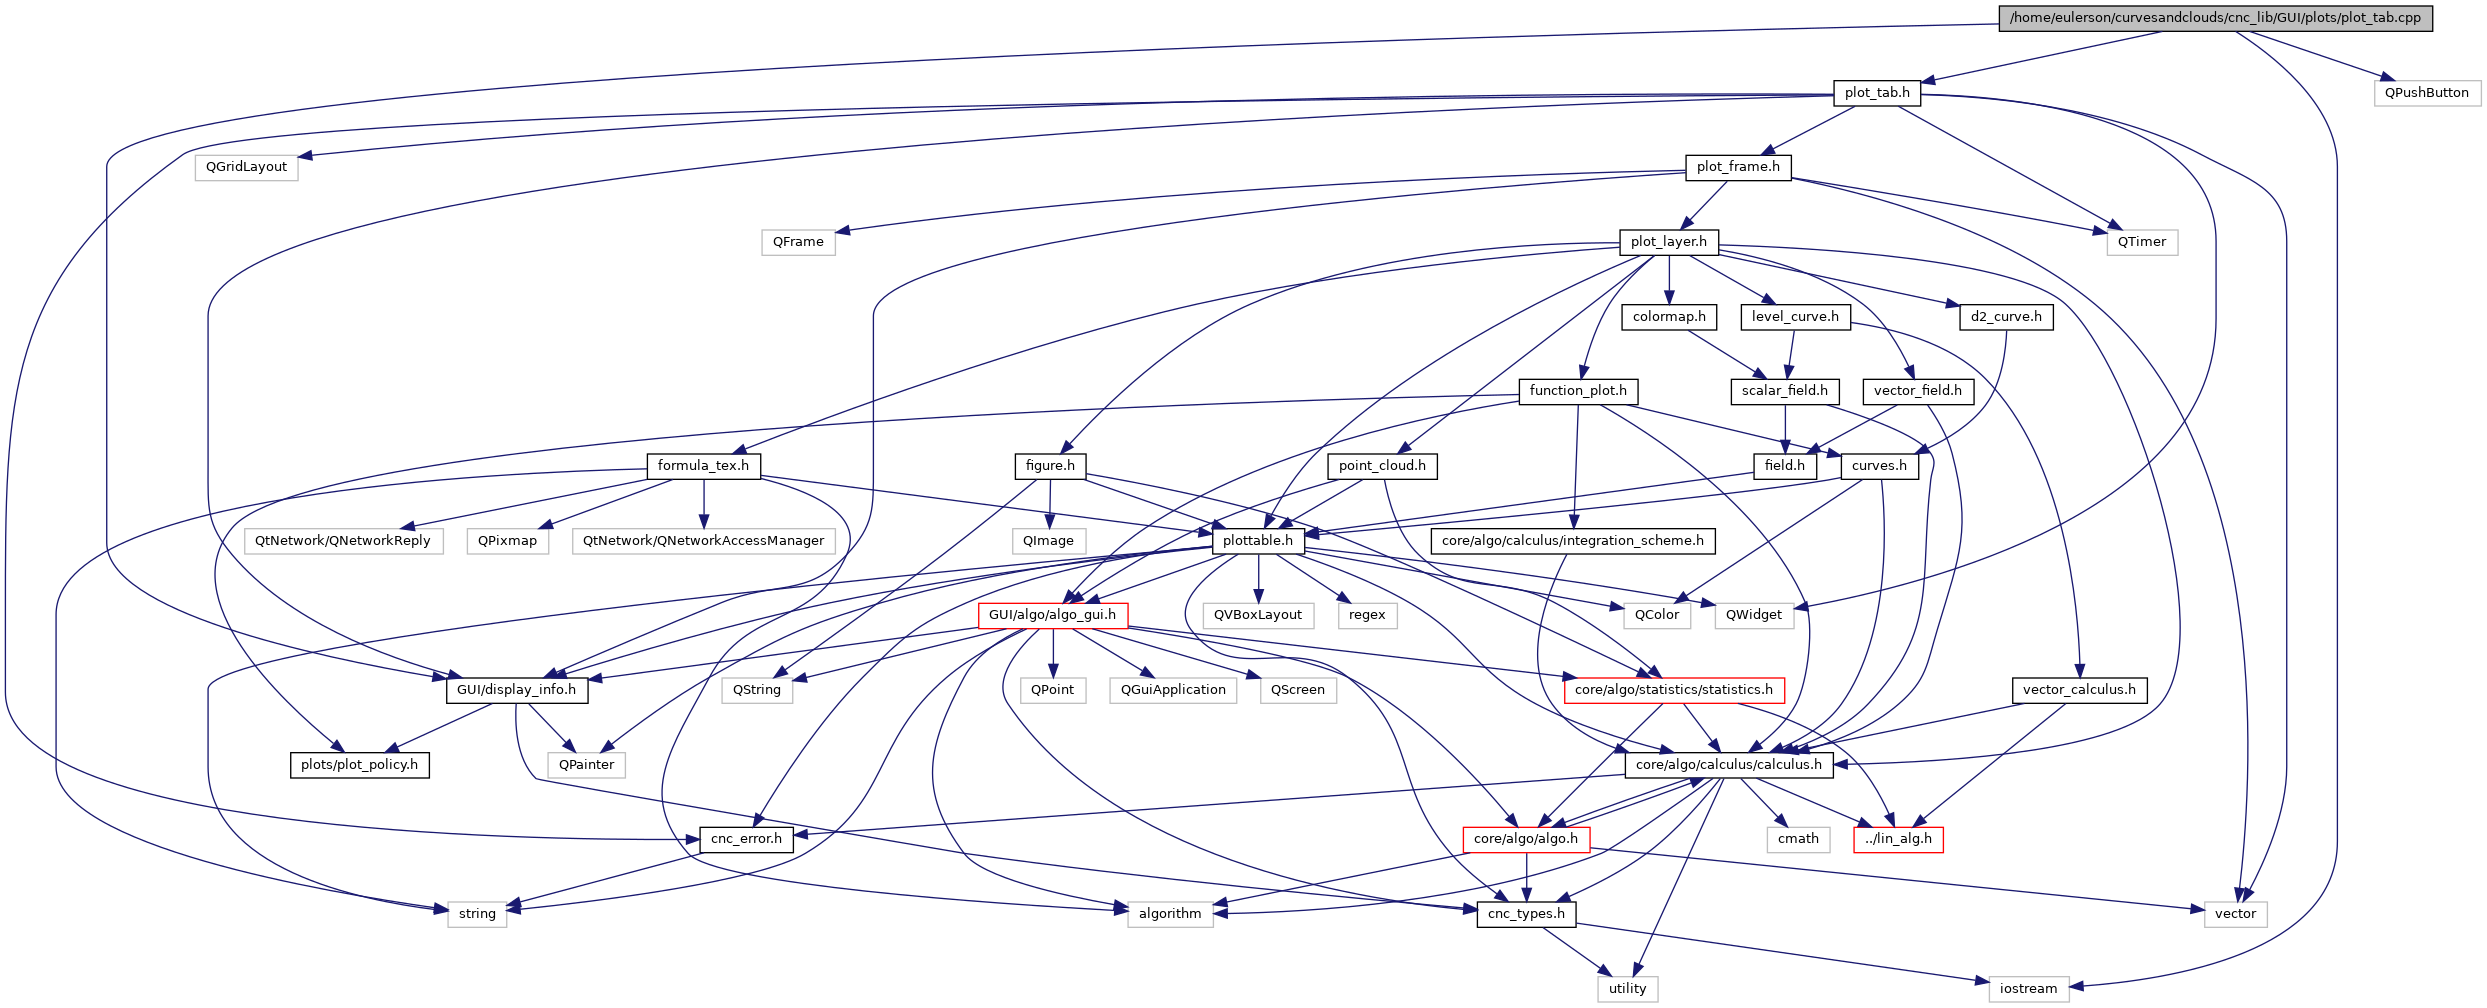 /home/eulerson/curvesandclouds/cnc_lib/GUI/plots/plot_tab.cpp
plot_tab.h
QPushButton
QGridLayout
plot_frame.h
QFrame
plot_layer.h
QTimer
colormap.h
level_curve.h
d2_curve.h
function_plot.h
scalar_field.h
vector_field.h
formula_tex.h
figure.h
point_cloud.h
field.h
curves.h
QtNetwork/QNetworkReply
QPixmap
QtNetwork/QNetworkAccessManager
QImage
plottable.h
core/algo/calculus/integration_scheme.h
GUI/algo/algo_gui.h
QVBoxLayout
regex
QColor
QWidget
GUI/display_info.h
QString
QPoint
QGuiApplication
QScreen
core/algo/statistics/statistics.h
vector_calculus.h
plots/plot_policy.h
QPainter
core/algo/calculus/calculus.h
cnc_error.h
core/algo/algo.h
cmath
../lin_alg.h
string
algorithm
cnc_types.h
vector
utility
iostream